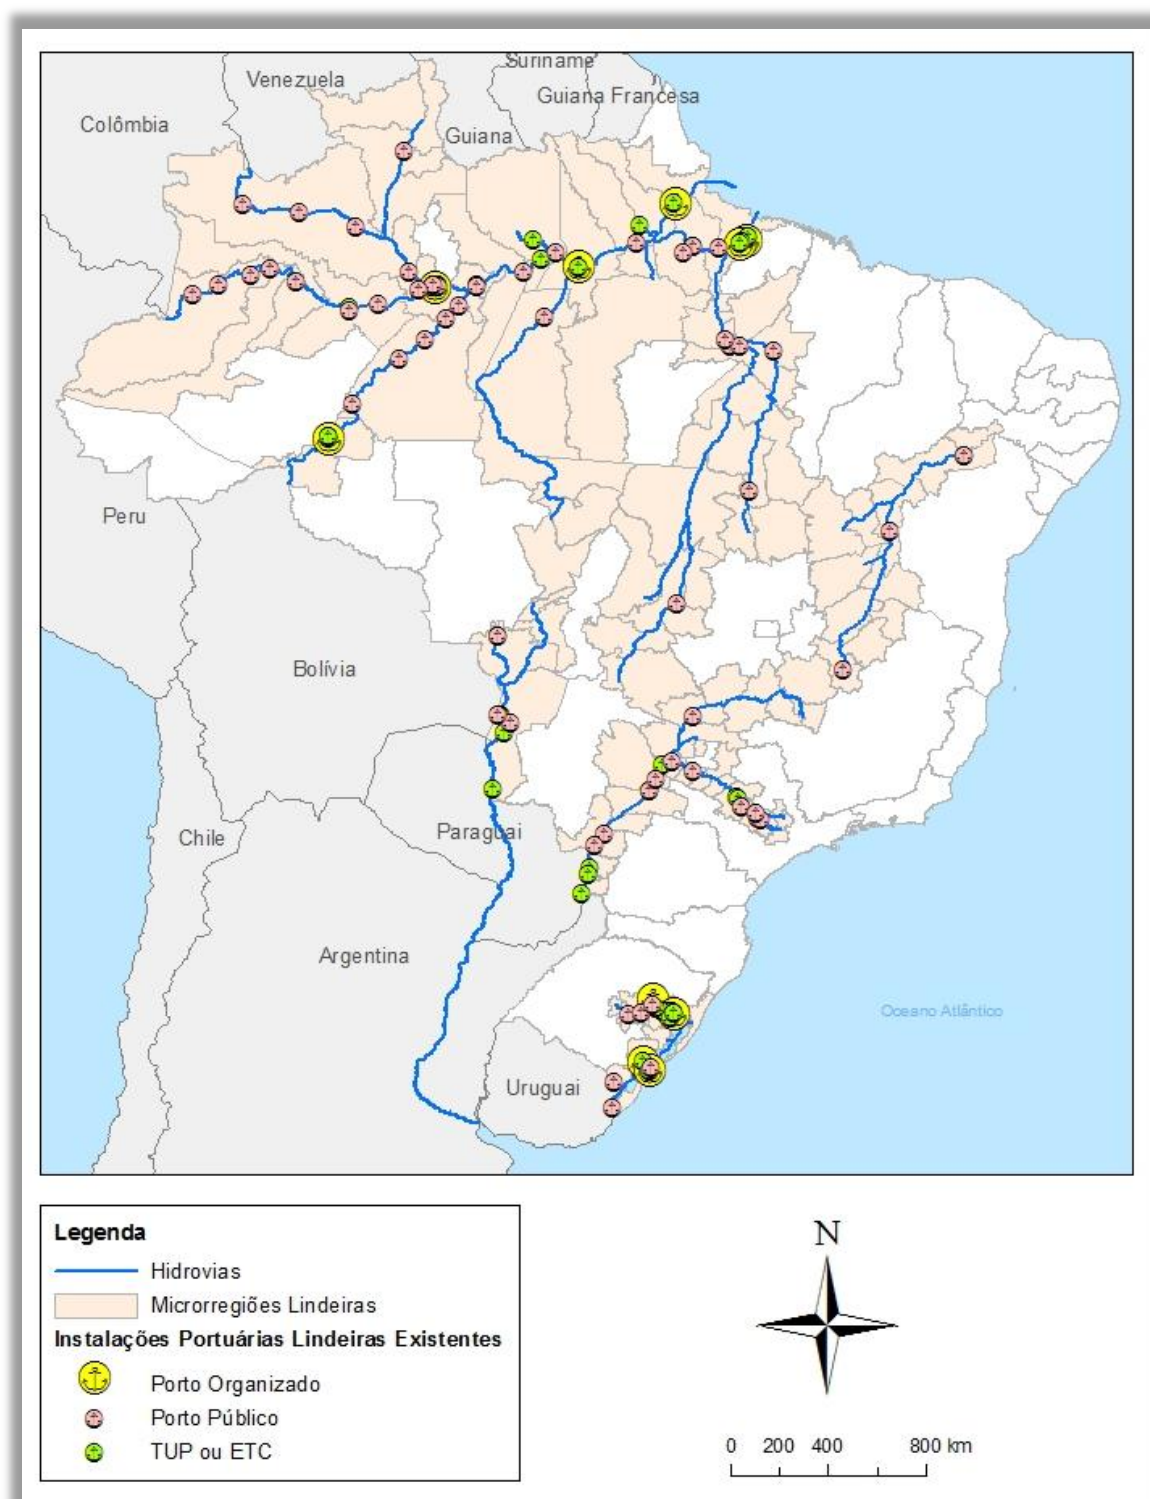 Suriname
Venezuela
Guiana Francesa
Colômbia
Guiana
Peru
Bolívia
Paraguai
Chile
Argentina
Oceano Atlântico
Uruguai
Legenda
Hidrovias
Microrregiões Lindeiras
Instalações Portuárias Lindeiras Existentes
Porto Organizado
Porto Público
TUP ou ETC
N
0 200 400 800 km